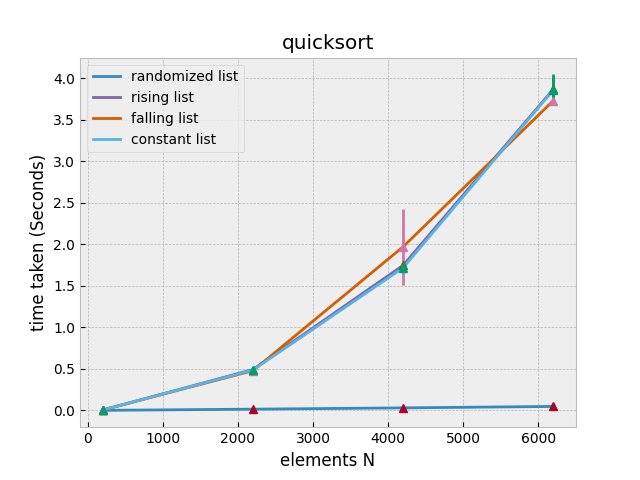 quicksort
randomized list
rising list
falling list
constant list
time taken (Seconds)
4.0
3.5
3.0
2.5
2.0
1.5
1.0
0.5
0.0
0 1000 2000 3000 4000 5000 6000
elements N